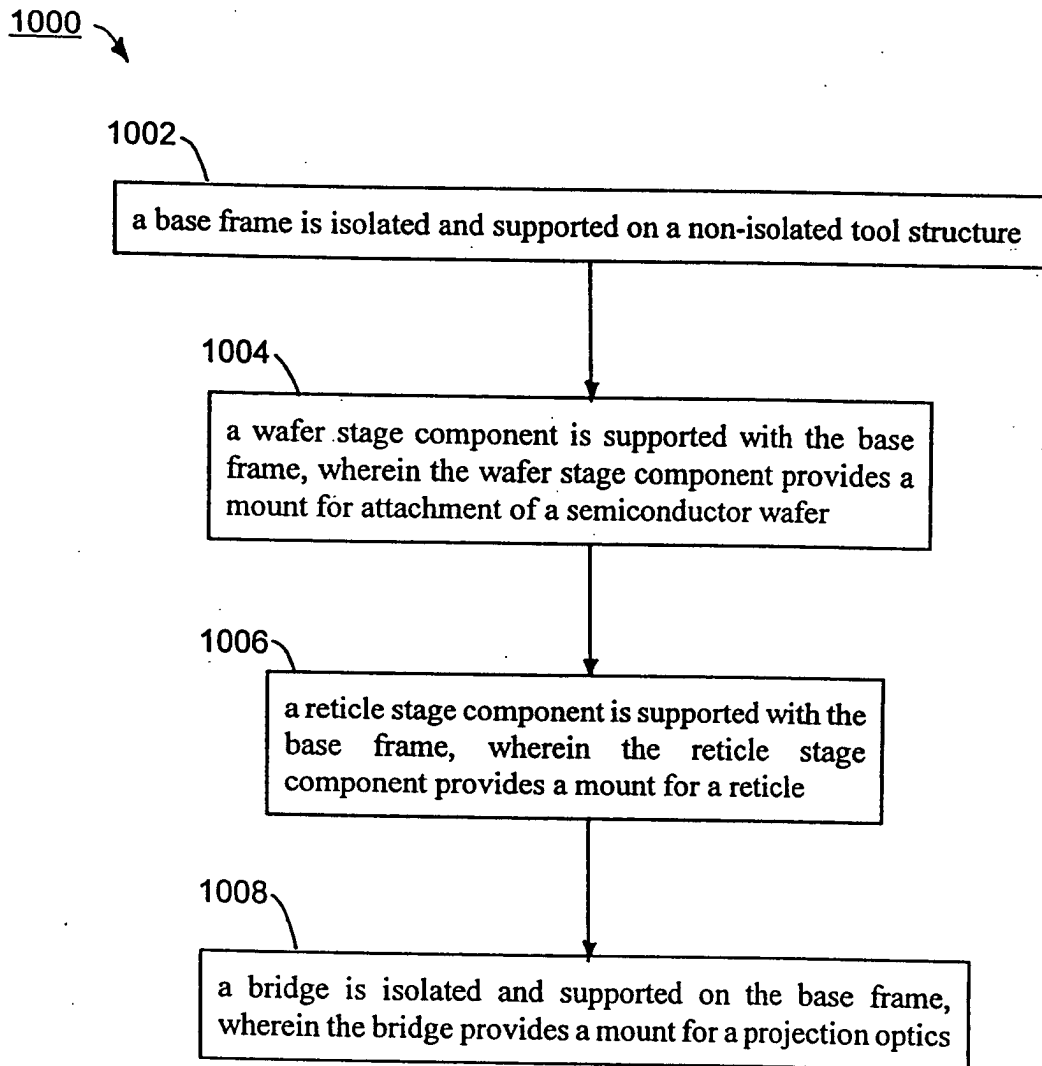 1000
1002
a base frame is isolated and supported on a non-isolated tool structure
1004
a wafer stage component is supported with the base
frame, wherein the wafer stage component provides a
mount for attachment of a semiconductor wafer
1006
a reticle stage component is supported with the
base frame, wherein the reticle stage
component provides a mount for a reticle
1008
a bridge is isolated and supported on the base frame,
wherein the bridge provides a mount for a projection optics